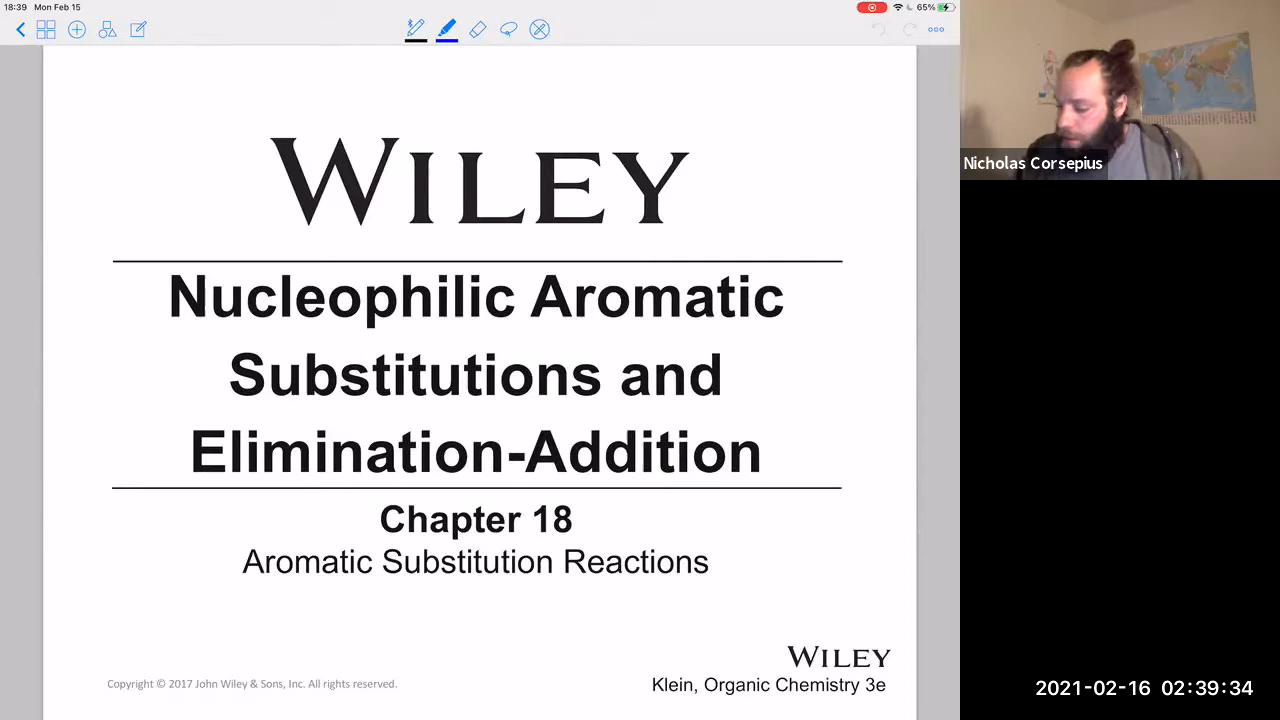 18:39 Mon Feb 15
65%
WILEY
Nucleophilic Aromatic
Substitutions and
Elimination-Addition
Chapter 18
Aromatic Substitution Reactions
WILEY
Copyright © 2017 John Wiley & Sons, Inc. All rights reserved.
Klein, Organic Chemistry 3e
Nicholas Corsepius
2021-02-16 02:39:34